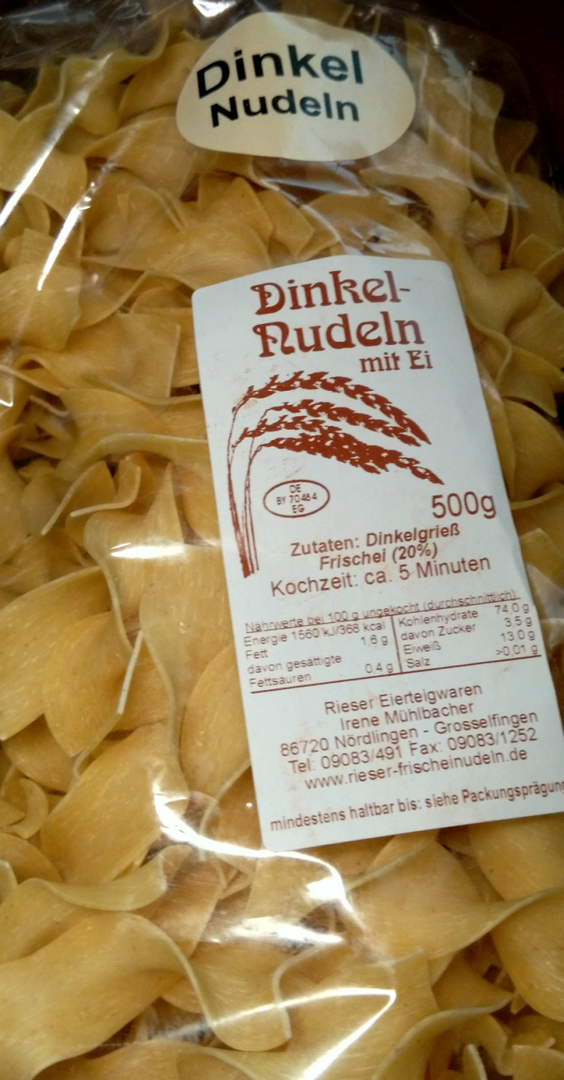 Dinkel
Nudeln
Dinkel-
Nudeln
mit Ei
DE
BY 70484
EG
500g
Zutaten: Dinkelgrieß
Frischei (20%)
Kochzeit: ca. 5 Minuten
Nährwerte bei 100 g ungekocht (durchschnittlich)
Energie 1560 kJ/368 kcal
Fett 1,6 g
davon gesättigte
Fettsäuren 0,4 g
Kohlenhydrate 74,0 g
davon Zucker 3,5 g
Eiweiß 13,0 g
Salz >0,01 g
Rieser Eierteigwaren
Irene Mühlbacher
86720 Nördlingen - Grosselfingen
Tel: 09083/491 Fax: 09083/1252
www.rieser-frischeinudeln.de
mindestens haltbar bis: siehe Packungsprägung